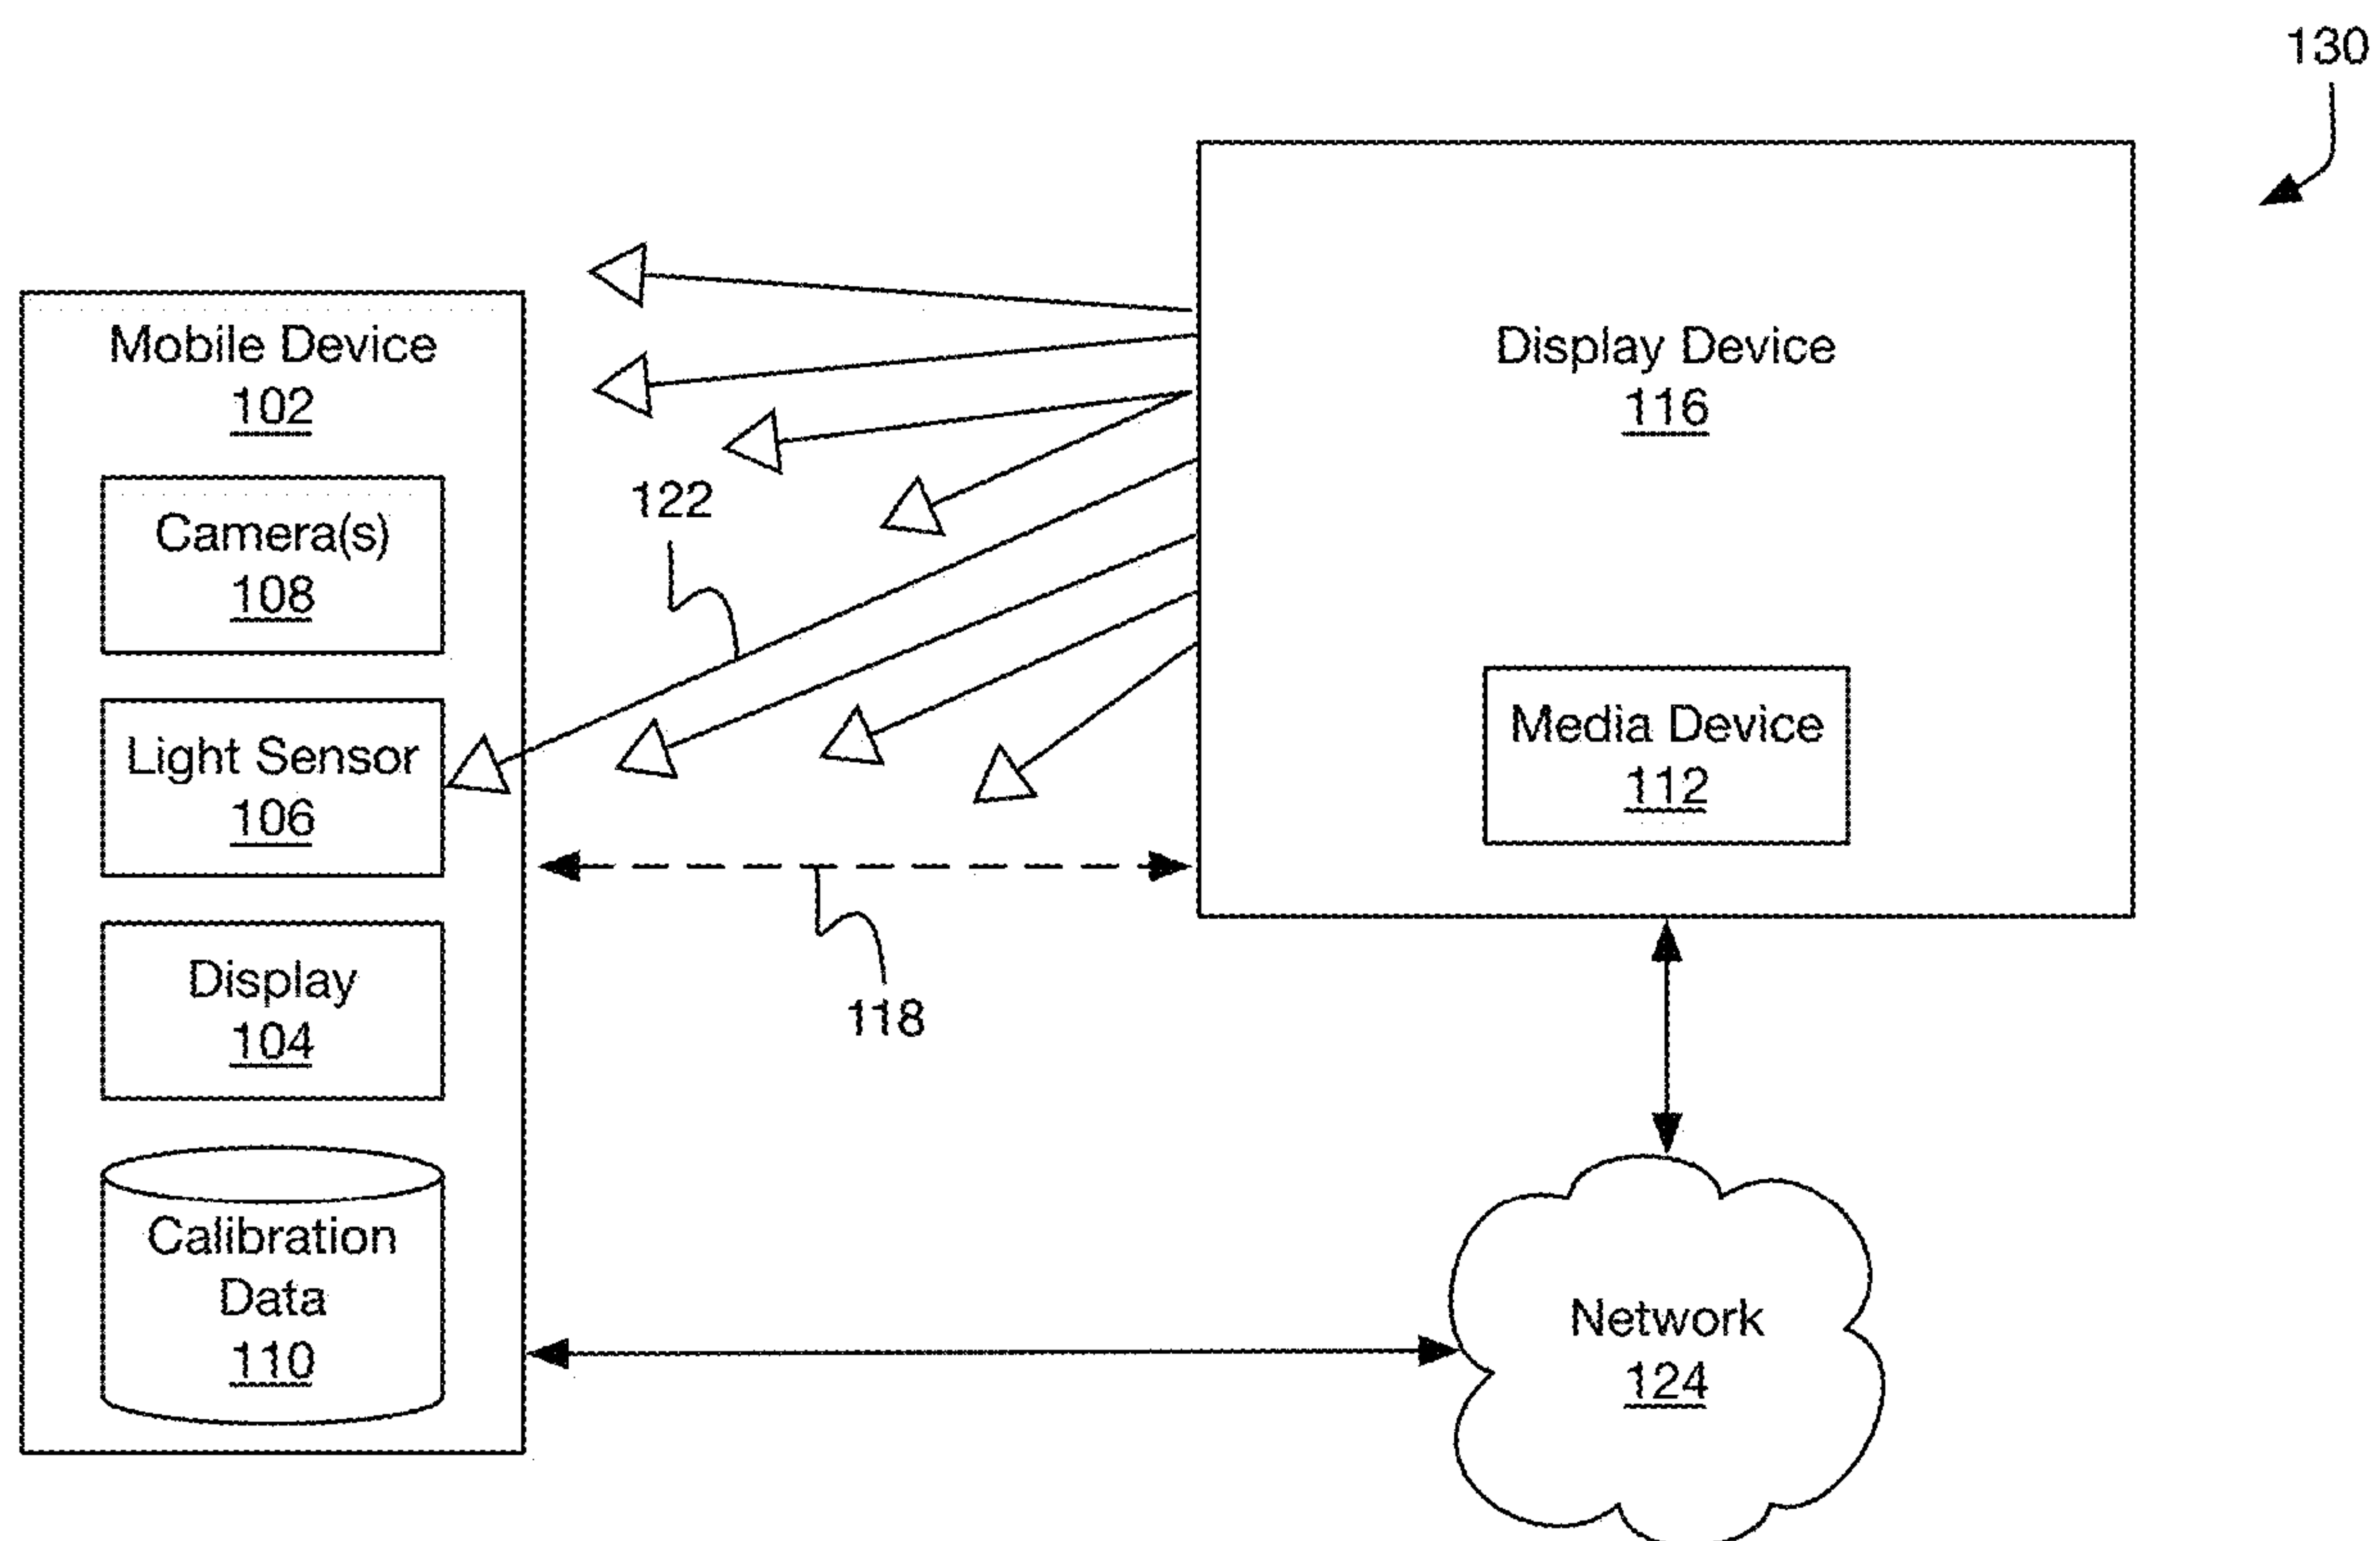 130
Mobile Device
102
Camera(s)
108
Light Sensor
106
Display
104
Calibration
Data
110
122
118
Display Device
116
Media Device
112
Network
124